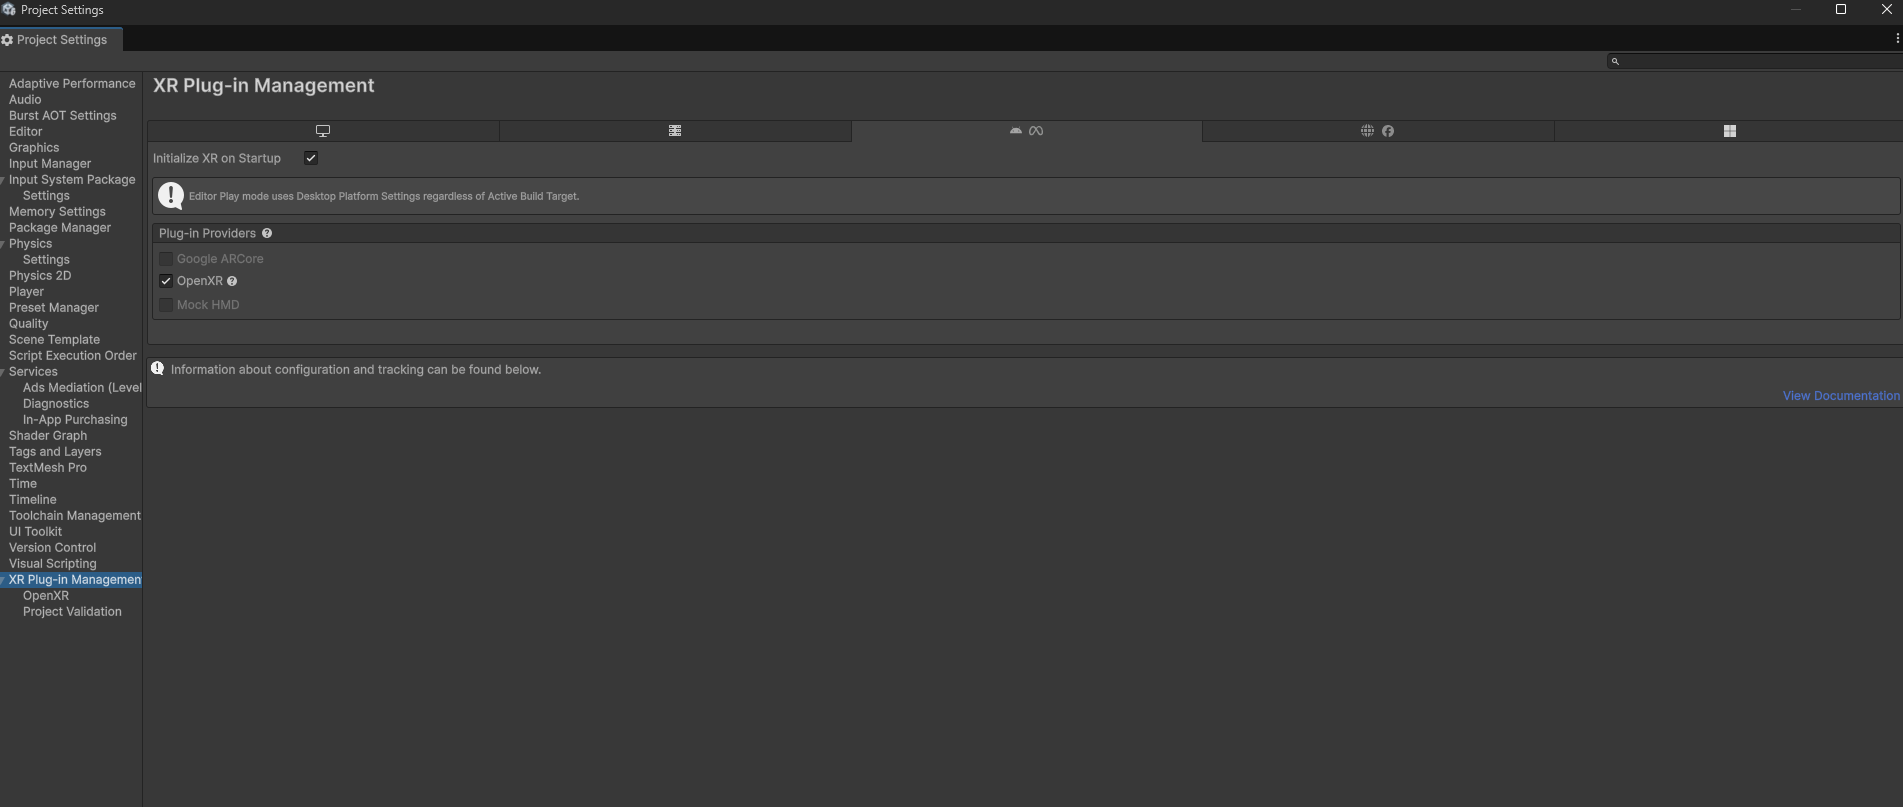 Project Settings
Project Settings
Adaptive Performance
Audio
Burst AOT Settings
Editor
Graphics
Input Manager
Input System Package
Settings
Memory Settings
Package Manager
Physics
Settings
Physics 2D
Player
Preset Manager
Quality
Scene Template
Script Execution Order
Services
Ads Mediation (Level
Diagnostics
In-App Purchasing
Shader Graph
Tags and Layers
TextMesh Pro
Time
Timeline
Toolchain Management
UI Toolkit
Version Control
Visual Scripting
XR Plug-in Managemen
OpenXR
Project Validation
XR Plug-in Management
Initialize XR on Startup
Editor Play mode uses Desktop Platform Settings regardless of Active Build Target.
Plug-in Providers
Google ARCore
OpenXR
Mock HMD
Information about configuration and tracking can be found below.
View Documentation